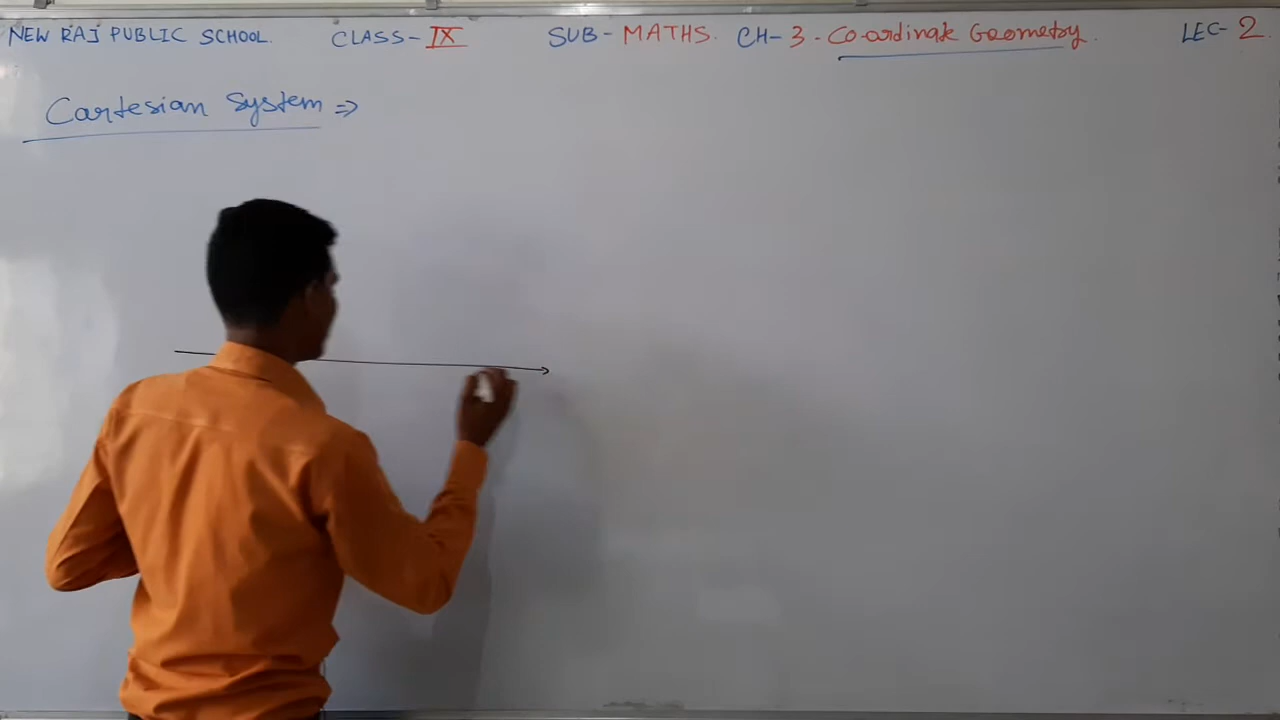 NEW RAJ PUBLIC SCHOOL. CLASS-IX SUB-MATHS. CH-3-Co-ordinate Geometry. LEC-2.
Cartesian System ⇒